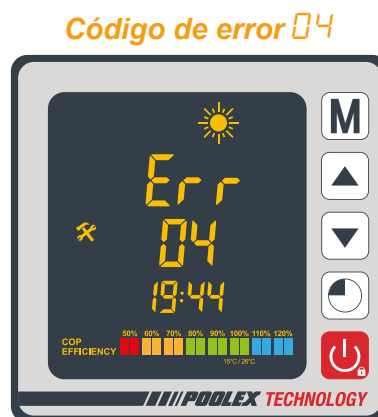 Código de error 04
M
Err
04
19:44
50% 60% 70% 80% 90% 100% 110% 120%
COP
EFFICIENCY
15°C / 26°C
POOLEX TECHNOLOGY